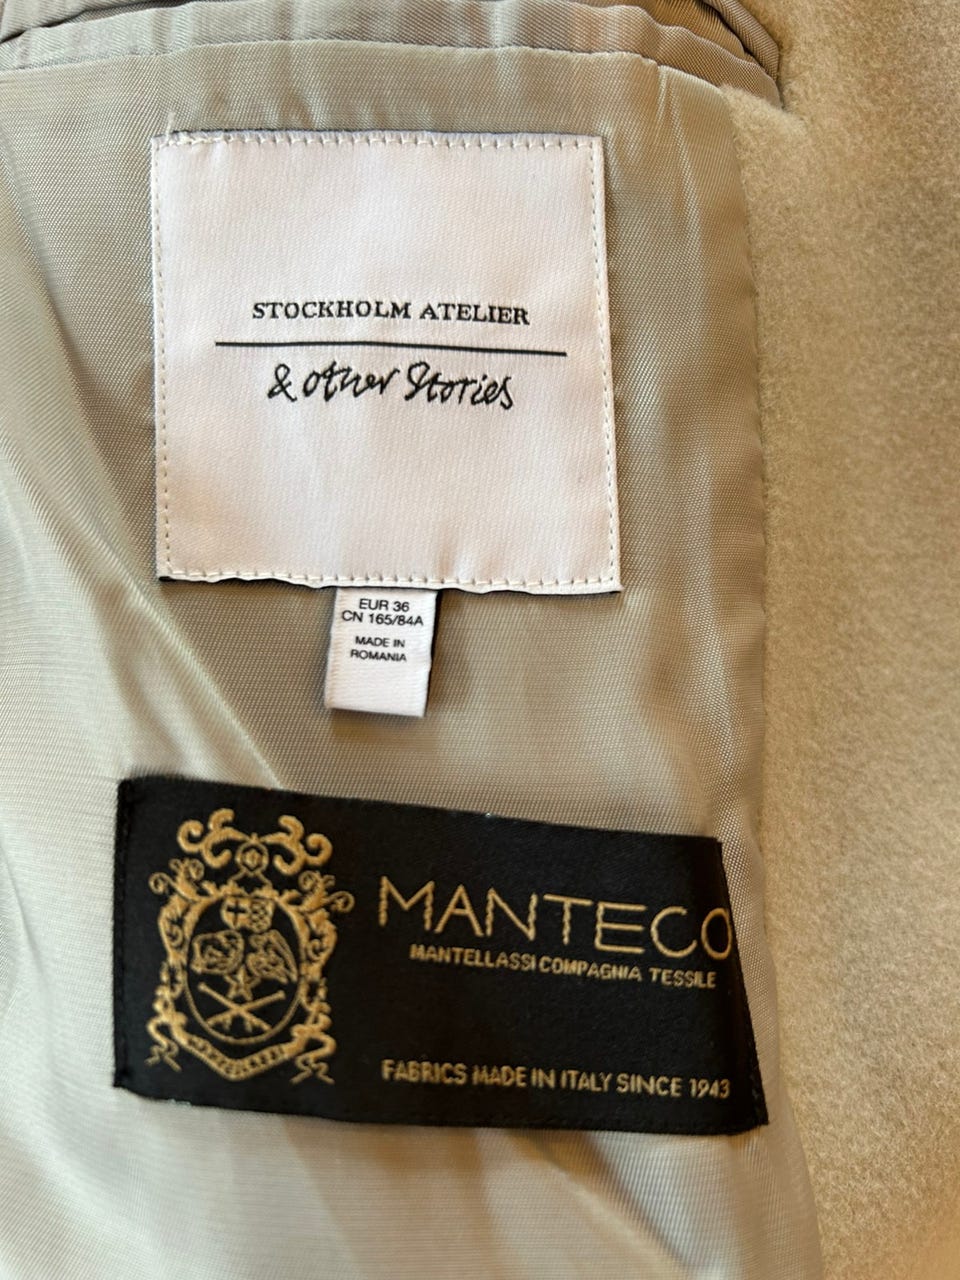 STOCKHOLM ATELIER
& other Stories
EUR 36
CN 165/84A
MADE IN
ROMANIA
MANTECO
MANTELLASSI COMPAGNIA TESSILE
FABRICS MADE IN ITALY SINCE 1943